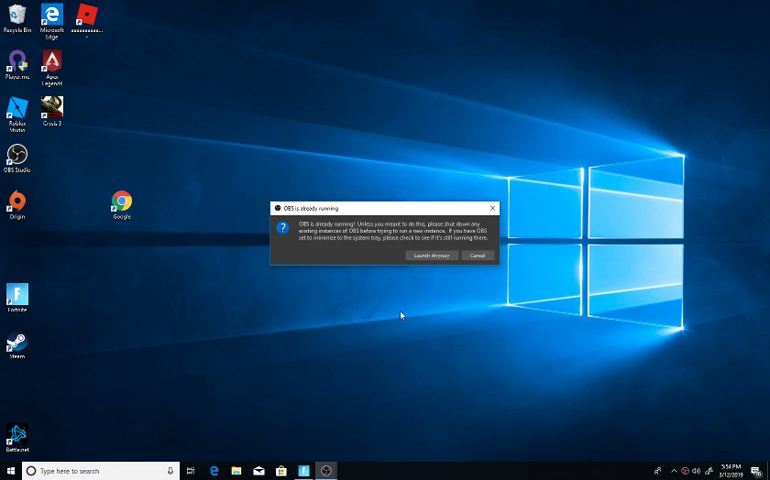 Recycle Bin
Microsoft
Edge
Player.me
Apex
Legends
Roblox
Studio
Crysis 3
OBS Studio
Origin
Google
Fortnite
Steam
Battle.net
OBS is already running
OBS is already running! Unless you meant to do this, please shut down any
existing instances of OBS before trying to run a new instance. If you have OBS
set to minimize to the system tray, please check to see if it's still running there.
Launch Anyway
Cancel
Type here to search
5:54 PM
3/12/2019